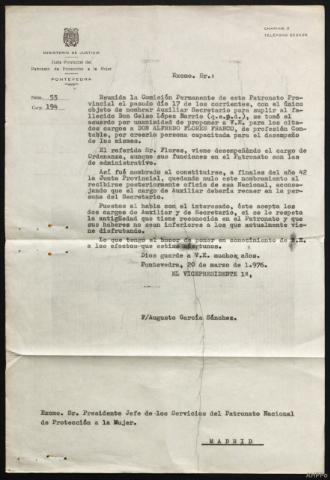 MINISTERIO DE JUSTICIA
Junta Provincial del
Patronato de Protección a la Mujer
PONTEVEDRA
CHARINO 8
TELÉFONO
Núm. 53
Carp. 194
Excmo. Sr.:
Reunida la Comisión Permanente de este Patronato Pro-
vincial el pasado día 17 de los corrientes, con el único
objeto de nombrar Auxiliar Secretario para suplir al fa-
llecido Don Celso López Barrio (q.e.g.d.), se tomó el
acuerdo por unanimidad de proponer a V.E. para los cita-
dos cargos a DON ALFREDO FLORES FRANCO, de profesión Con-
table, por creerlo persona capacitada para el desempeño
de los mismos.
El referido Sr. Flores, viene desempeñando el cargo de
Ordenanza, aunque sus funciones en el Patronato son las
de administrativo.
Así fué nombrado al constituirse, a finales del año 42
la Junta Provincial, quedando nulo este nombramiento al
recibirse posteriormente oficio de esa Nacional, aconse-
jando que el cargo de Auxiliar debería recaer en la per-
sona del Secretario.
Puestos al habla con el interesado, éste acepta los
dos cargos de Auxiliar y de Secretario, si se le respeta
la antigüedad que tiene reconocida en el Patronato y que
sus haberes no sean inferiores a los que actualmente vie-
ne disfrutando.
Lo que tengo el honor de poner en conocimiento de V.E.
a los efectos que estime oportunos.
Dios guarde a V.E. muchos años.
Pontevedra, 20 de marzo de 1.976.
EL VICEPRESIDENTE 1º,
F/Augusto García Sánchez.
Excmo. Sr. Presidente Jefe de los Servicios del Patronato Nacional
de Protección a la Mujer.
MADRID